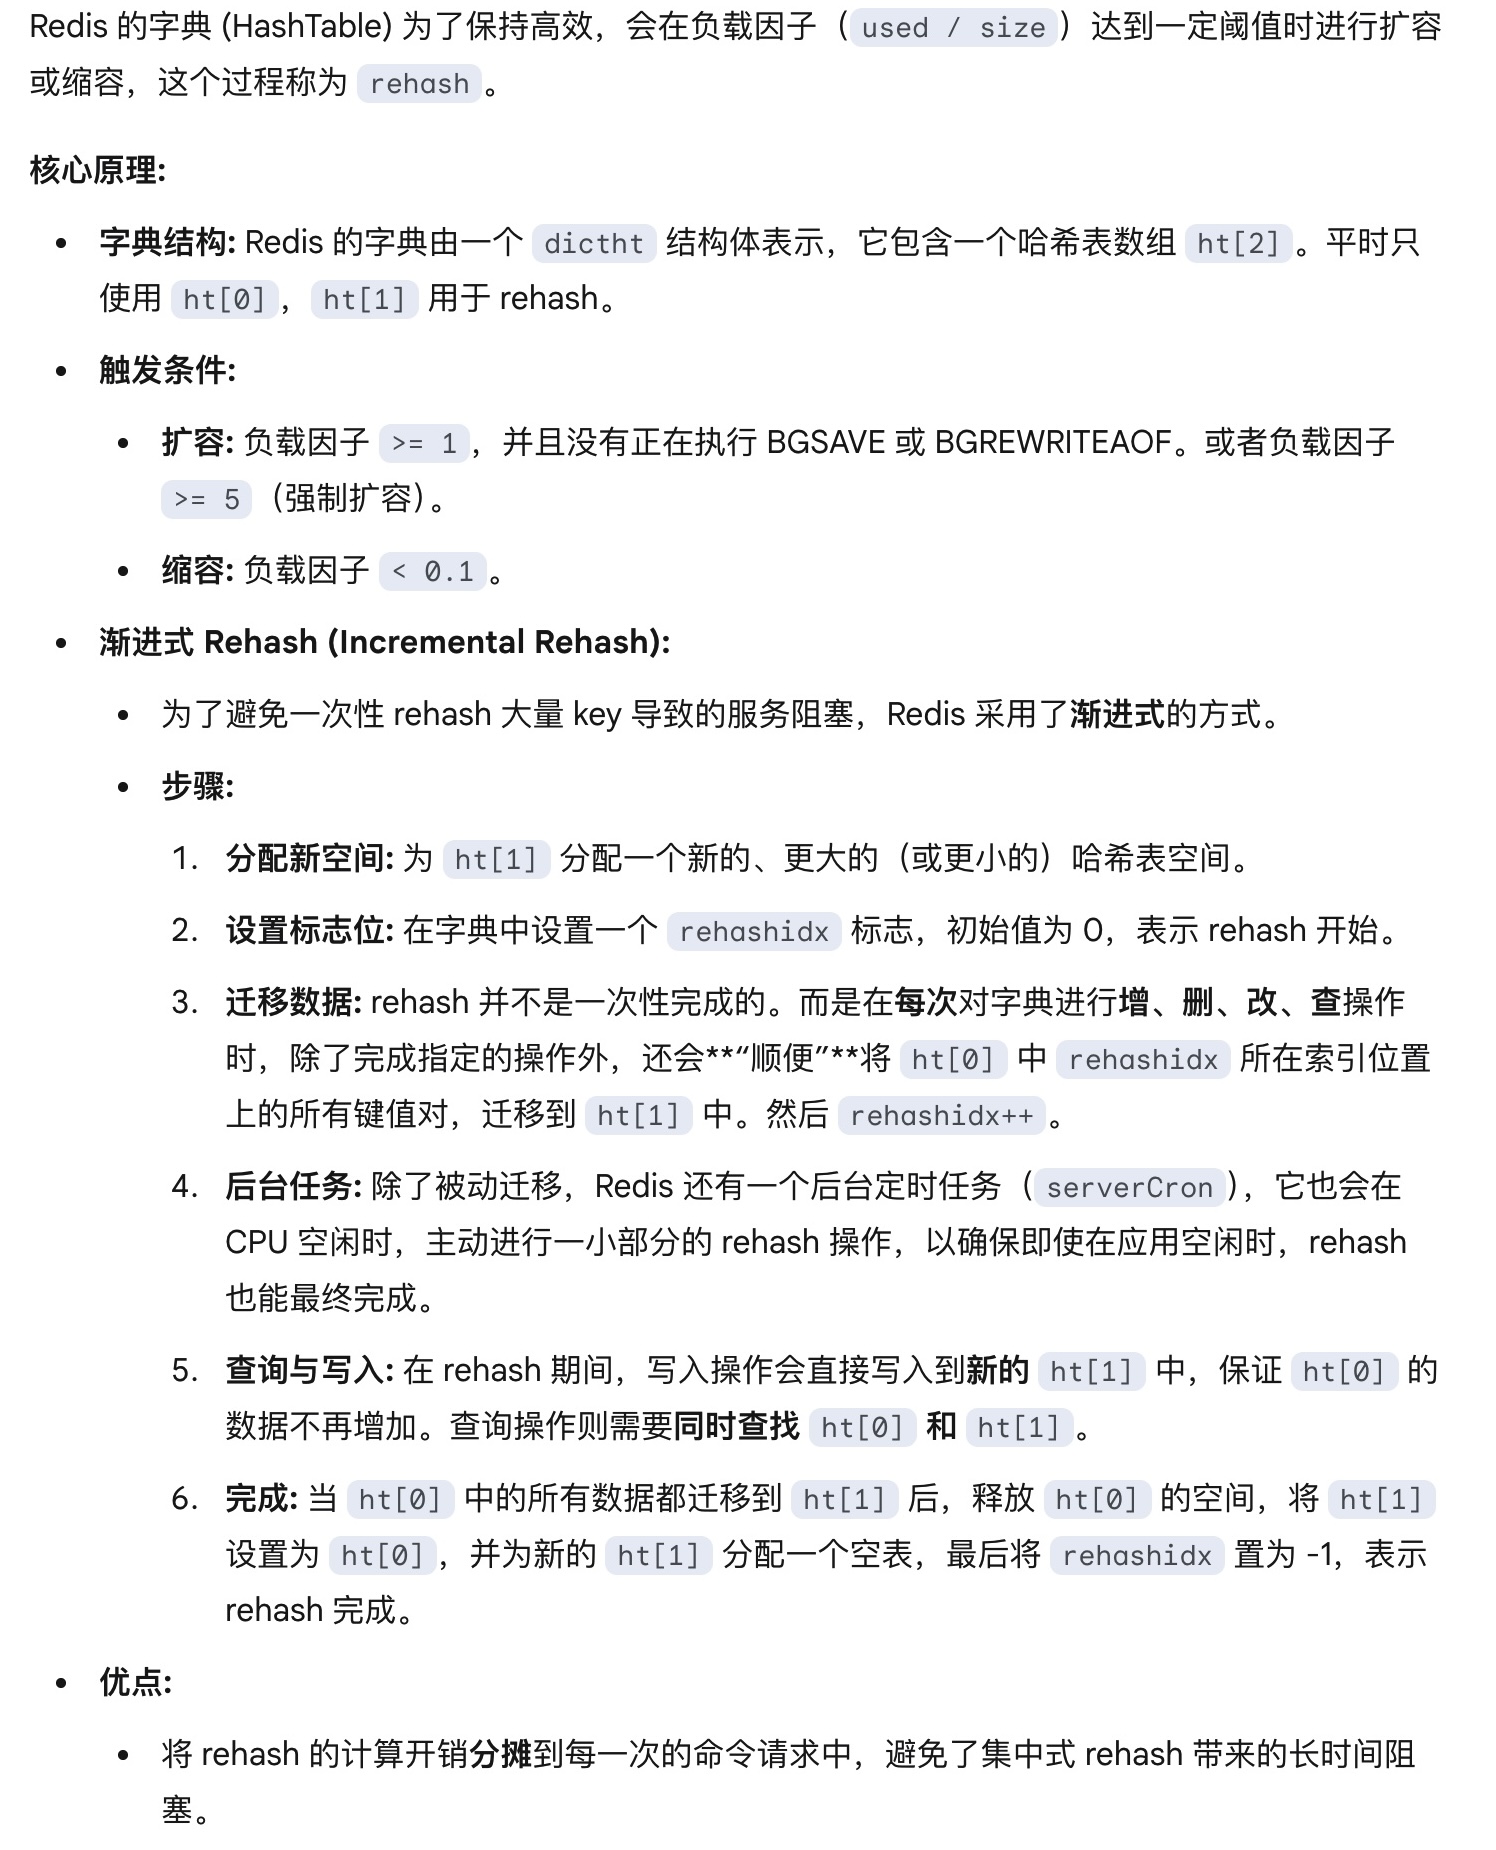 Redis 的字典 (HashTable) 为了保持高效，会在负载因子（used / size）达到一定阈值时进行扩容
或缩容，这个过程称为 rehash。
核心原理:
• 字典结构: Redis 的字典由一个 dictht 结构体表示，它包含一个哈希表数组 ht[2]。平时只
使用 ht[0]，ht[1] 用于 rehash。
• 触发条件:
• 扩容: 负载因子 >= 1，并且没有正在执行 BGSAVE 或 BGREWRITEAOF。或者负载因子
>= 5（强制扩容）。
• 缩容: 负载因子 < 0.1。
• 渐进式 Rehash (Incremental Rehash):
• 为了避免一次性 rehash 大量 key 导致的服务阻塞，Redis 采用了渐进式的方式。
• 步骤:
1. 分配新空间: 为 ht[1] 分配一个新的、更大的（或更小的）哈希表空间。
2. 设置标志位: 在字典中设置一个 rehashidx 标志，初始值为 0，表示 rehash 开始。
3. 迁移数据: rehash 并不是一次性完成的。而是在每次对字典进行增、删、改、查操作
时，除了完成指定的操作外，还会**“顺便”**将 ht[0] 中 rehashidx 所在索引位置
上的所有键值对，迁移到 ht[1] 中。然后 rehashidx++。
4. 后台任务: 除了被动迁移，Redis 还有一个后台定时任务（serverCron），它也会在
CPU 空闲时，主动进行一小部分的 rehash 操作，以确保即使在应用空闲时，rehash
也能最终完成。
5. 查询与写入: 在 rehash 期间，写入操作会直接写入到新的 ht[1] 中，保证 ht[0] 的
数据不再增加。查询操作则需要同时查找 ht[0] 和 ht[1]。
6. 完成: 当 ht[0] 中的所有数据都迁移到 ht[1] 后，释放 ht[0] 的空间，将 ht[1]
设置为 ht[0]，并为新的 ht[1] 分配一个空表，最后将 rehashidx 置为 -1，表示
rehash 完成。
• 优点:
• 将 rehash 的计算开销分摊到每一次的命令请求中，避免了集中式 rehash 带来的长时间阻
塞。